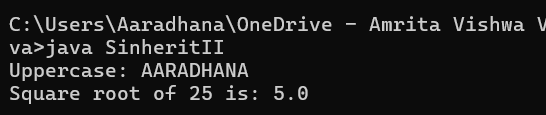 C:\Users\Aaradhana\OneDrive - Amrita Vishwa V
va>java SinheritII
Uppercase: AARADHANA
Square root of 25 is: 5.0